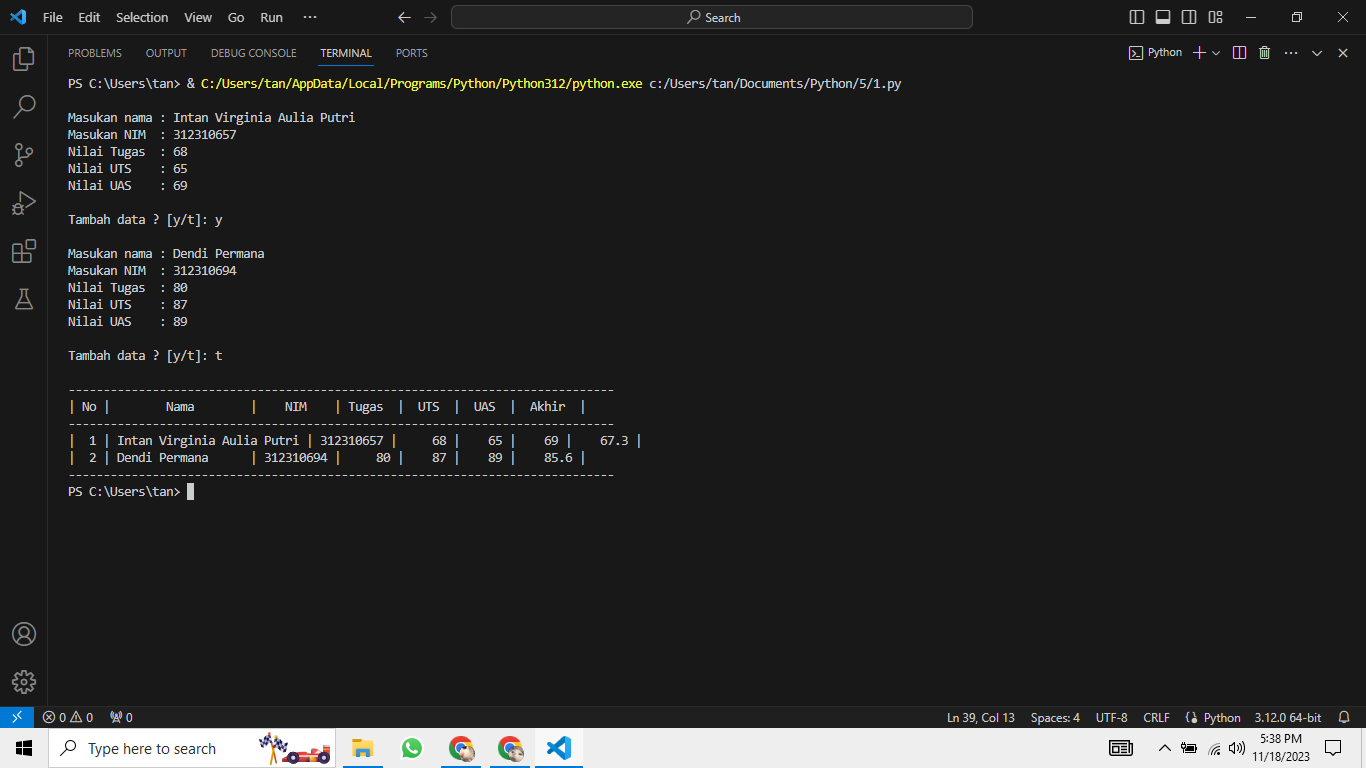 File Edit Selection View Go Run ··· Search
PROBLEMS OUTPUT DEBUG CONSOLE TERMINAL PORTS Python
PS C:\Users\tan> & C:/Users/tan/AppData/Local/Programs/Python/Python312/python.exe c:/Users/tan/Documents/Python/5/1.py
Masukan nama : Intan Virginia Aulia Putri
Masukan NIM  : 312310657
Nilai Tugas  : 68
Nilai UTS    : 65
Nilai UAS    : 69
Tambah data ? [y/t]: y
Masukan nama : Dendi Permana
Masukan NIM  : 312310694
Nilai Tugas  : 80
Nilai UTS    : 87
Nilai UAS    : 89
Tambah data ? [y/t]: t
------------------------------------------------------------------------------
| No |        Nama        |    NIM    | Tugas  |  UTS  |  UAS  |  Akhir  |
------------------------------------------------------------------------------
|  1 | Intan Virginia Aulia Putri | 312310657 |     68 |    65 |    69 |    67.3 |
|  2 | Dendi Permana      | 312310694 |     80 |    87 |    89 |    85.6 |
------------------------------------------------------------------------------
PS C:\Users\tan>
0 0 0 Ln 39, Col 13 Spaces: 4 UTF-8 CRLF Python 3.12.0 64-bit
Type here to search
5:38 PM
11/18/2023